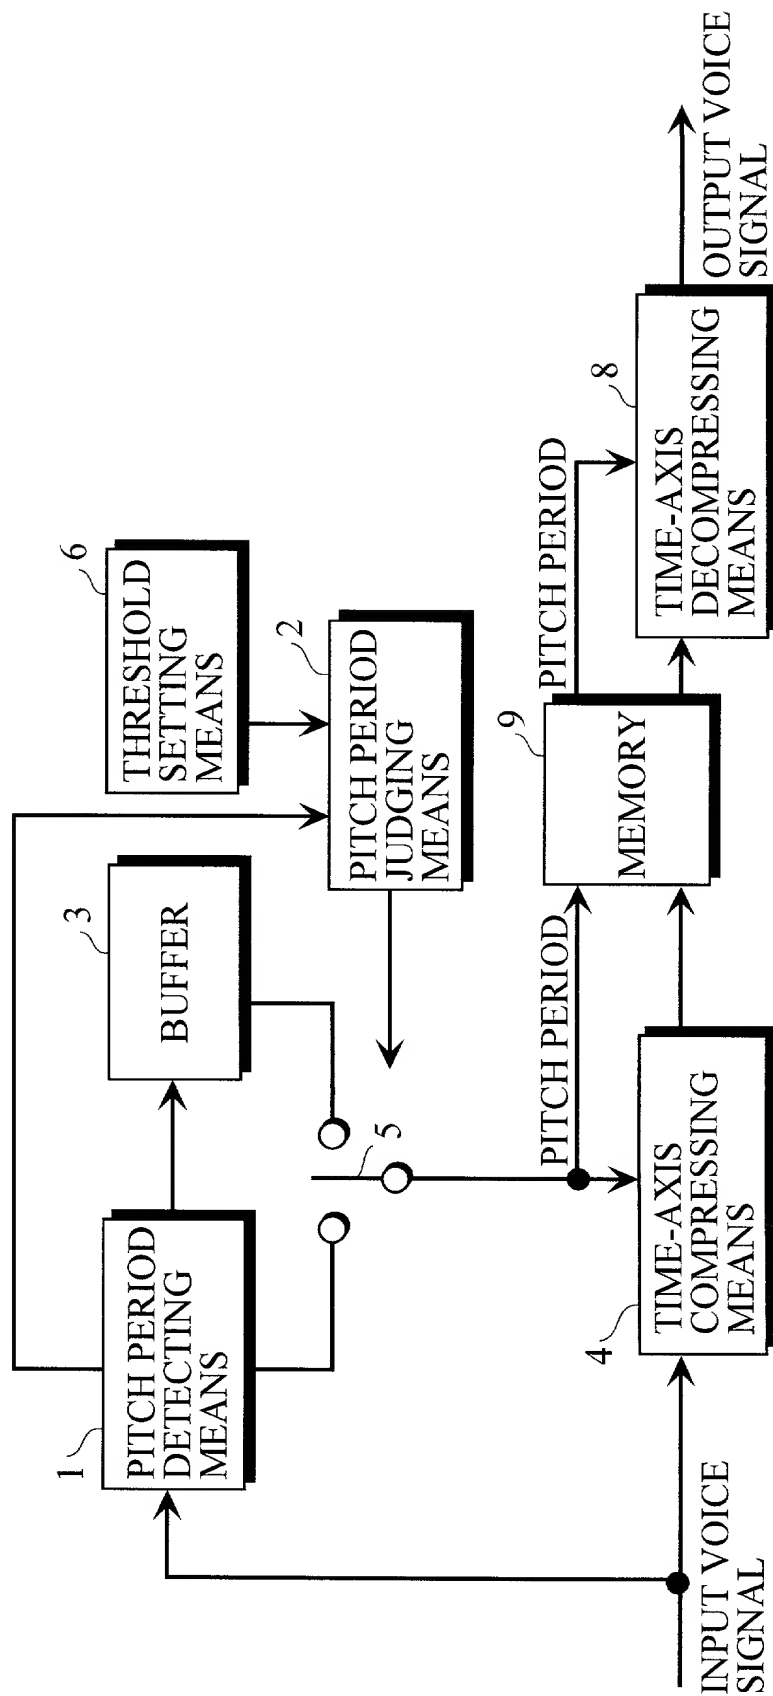 1
PITCH PERIOD
DETECTING
MEANS
3
BUFFER
6
THRESHOLD
SETTING
MEANS
2
PITCH PERIOD
JUDGING
MEANS
5
PITCH PERIOD
9
MEMORY
PITCH PERIOD
8
TIME-AXIS
DECOMPRESSING
MEANS
4
TIME-AXIS
COMPRESSING
MEANS
INPUT VOICE
SIGNAL
OUTPUT VOICE
SIGNAL